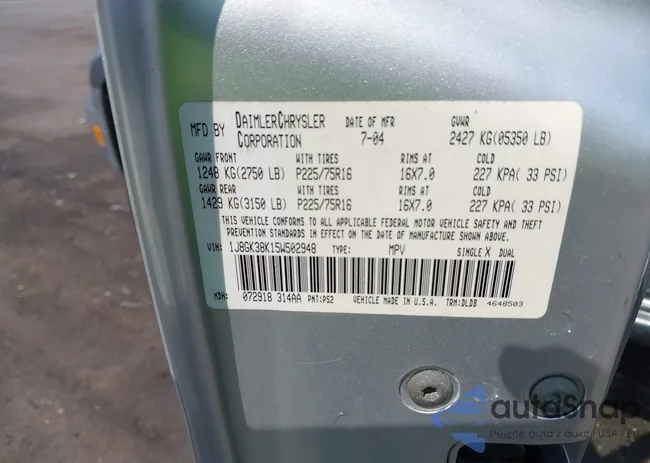 MFD BY DAIMLERCHRYSLER CORPORATION DATE OF MFR 7-04 GVWR 2427 KG(05350 LB)
GAWR FRONT WITH TIRES RIMS AT COLD
1248 KG(2750 LB) P225/75R16 16X7.0 227 KPA( 33 PSI)
GAWR REAR WITH TIRES RIMS AT COLD
1429 KG(3150 LB) P225/75R16 16X7.0 227 KPA( 33 PSI)
THIS VEHICLE CONFORMS TO ALL APPLICABLE FEDERAL MOTOR VEHICLE SAFETY AND THEFT
PREVENTION STANDARDS IN EFFECT ON THE DATE OF MANUFACTURE SHOWN ABOVE.
VIN: 1J8GK38K15W502948 TYPE: MPV SINGLE X DUAL
MDH: 072918 314AA PNT:PS2 VEHICLE MADE IN U.S.A. TRM:DLDB 4648503
autoSnap
Pewne auta z aukcji USA